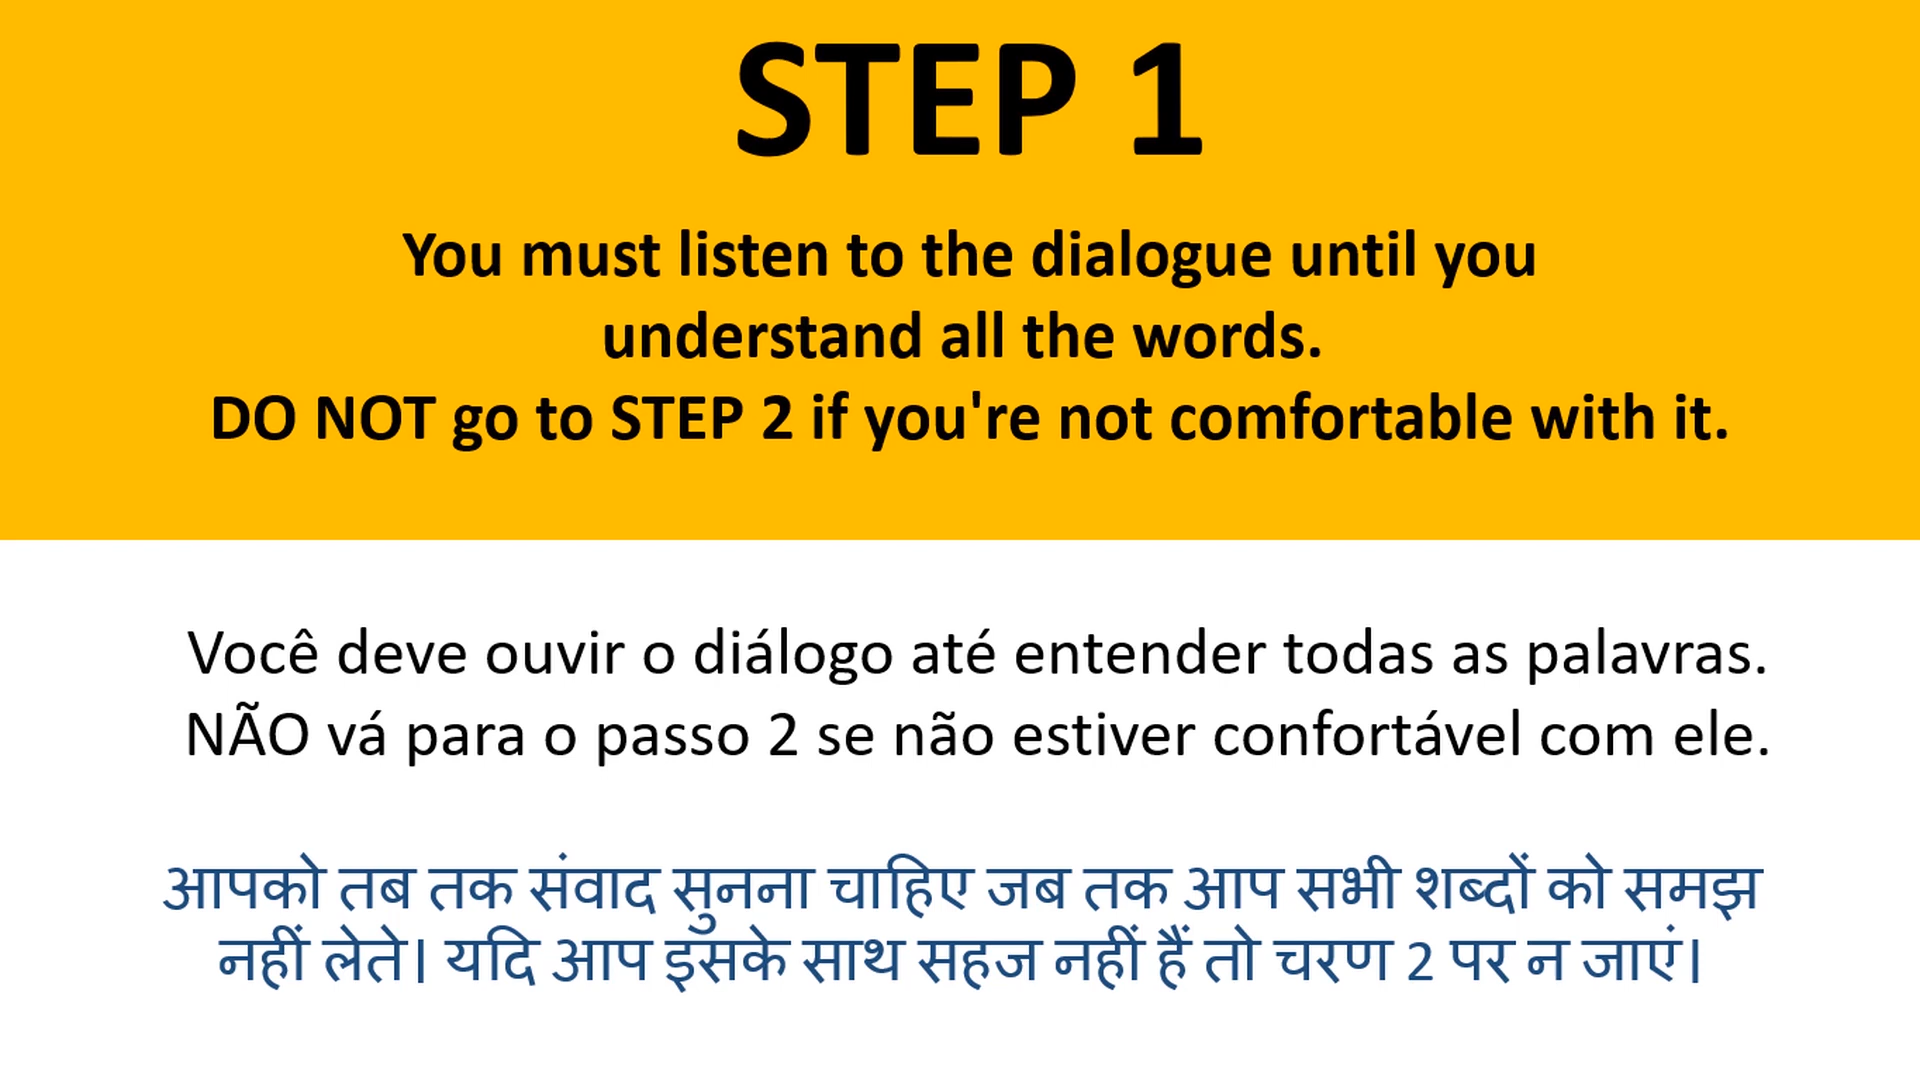 STEP 1
You must listen to the dialogue until you
understand all the words.
DO NOT go to STEP 2 if you're not comfortable with it.
Você deve ouvir o diálogo até entender todas as palavras.
NÃO vá para o passo 2 se não estiver confortável com ele.
आपको तब तक संवाद सुनना चाहिए जब तक आप सभी शब्दों को समझ
नहीं लेते। यदि आप इसके साथ सहज नहीं हैं तो चरण 2 पर न जाएं।